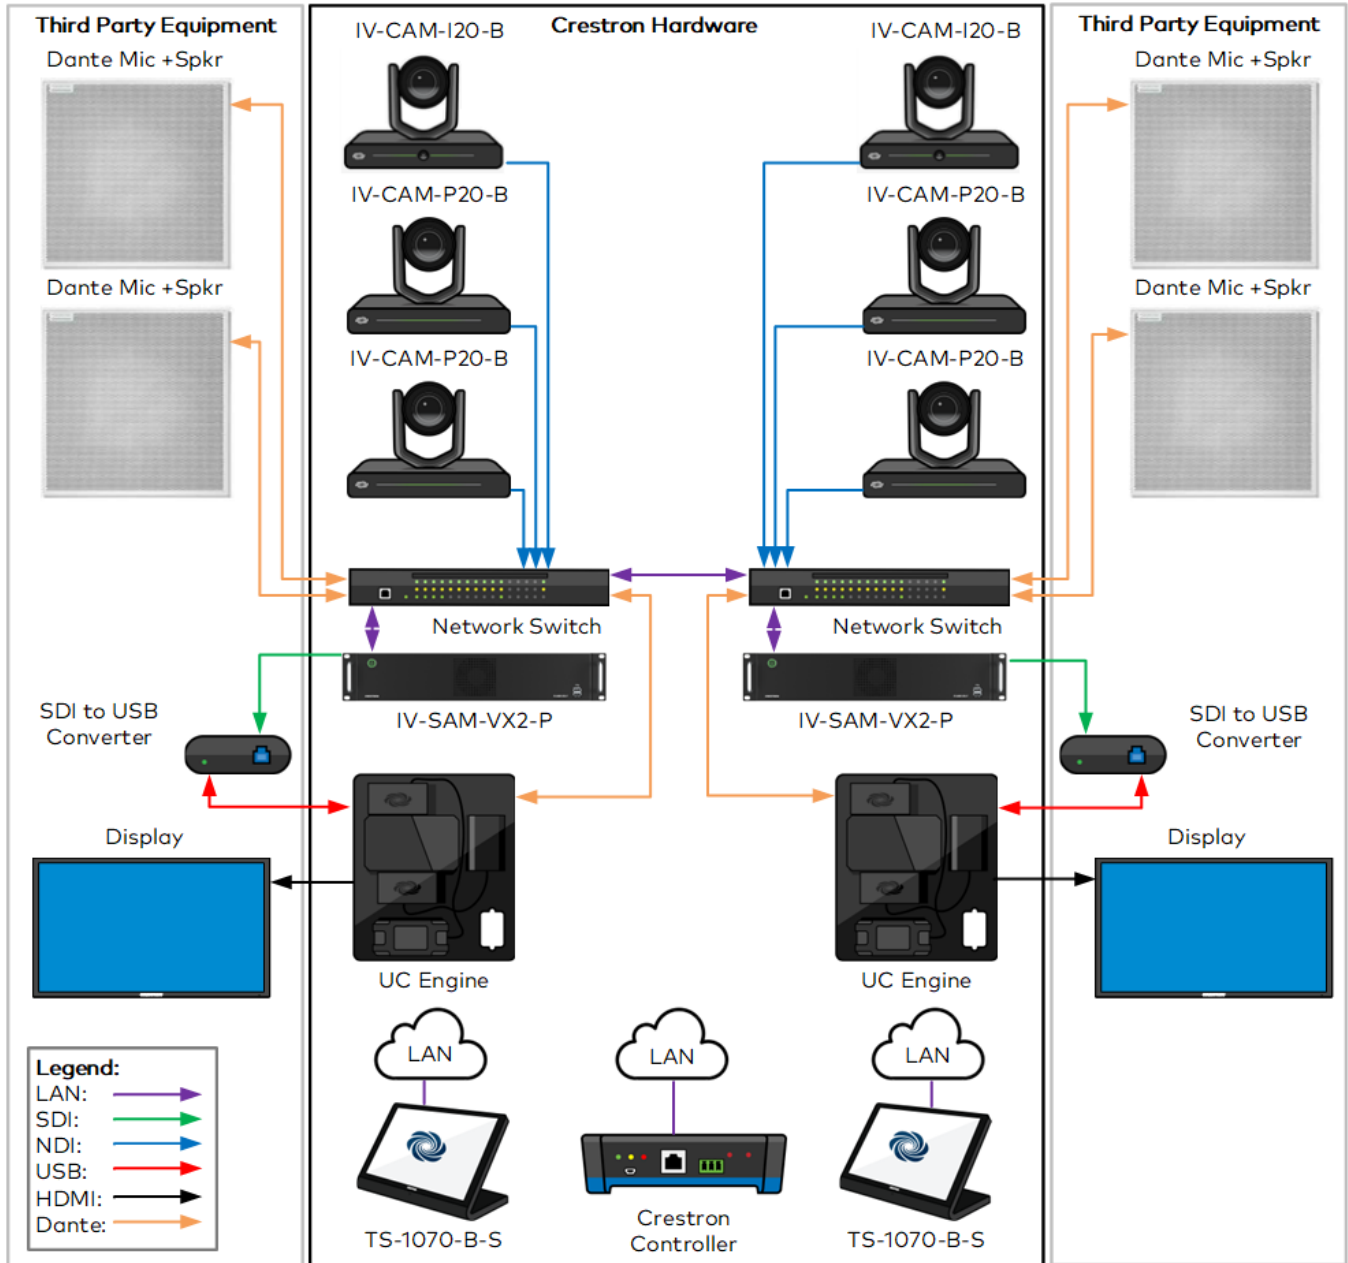 Third Party Equipment
Crestron Hardware
Third Party Equipment
Dante Mic +Spkr
IV-CAM-I20-B
IV-CAM-I20-B
Dante Mic +Spkr
IV-CAM-P20-B
IV-CAM-P20-B
Dante Mic +Spkr
Dante Mic +Spkr
IV-CAM-P20-B
IV-CAM-P20-B
Network Switch
Network Switch
IV-SAM-VX2-P
IV-SAM-VX2-P
SDI to USB
Converter
SDI to USB
Converter
Display
Display
UC Engine
UC Engine
LAN
LAN
LAN
Legend:
LAN:
SDI:
NDI:
USB:
HDMI:
Dante:
TS-1070-B-S
Crestron
Controller
TS-1070-B-S